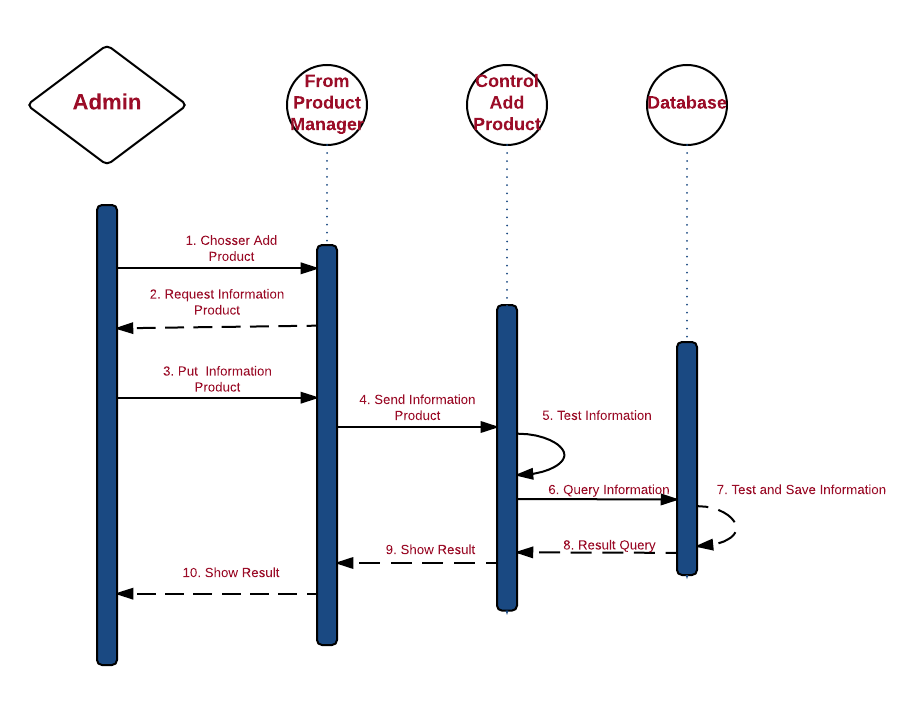 Admin
From
Product
Manager
Control
Add
Product
Database
1. Chosser Add
Product
2. Request Information
Product
3. Put  Information
Product
4. Send Information
Product
5. Test Information
6. Query Information
7. Test and Save Information
8. Result Query
9. Show Result
10. Show Result